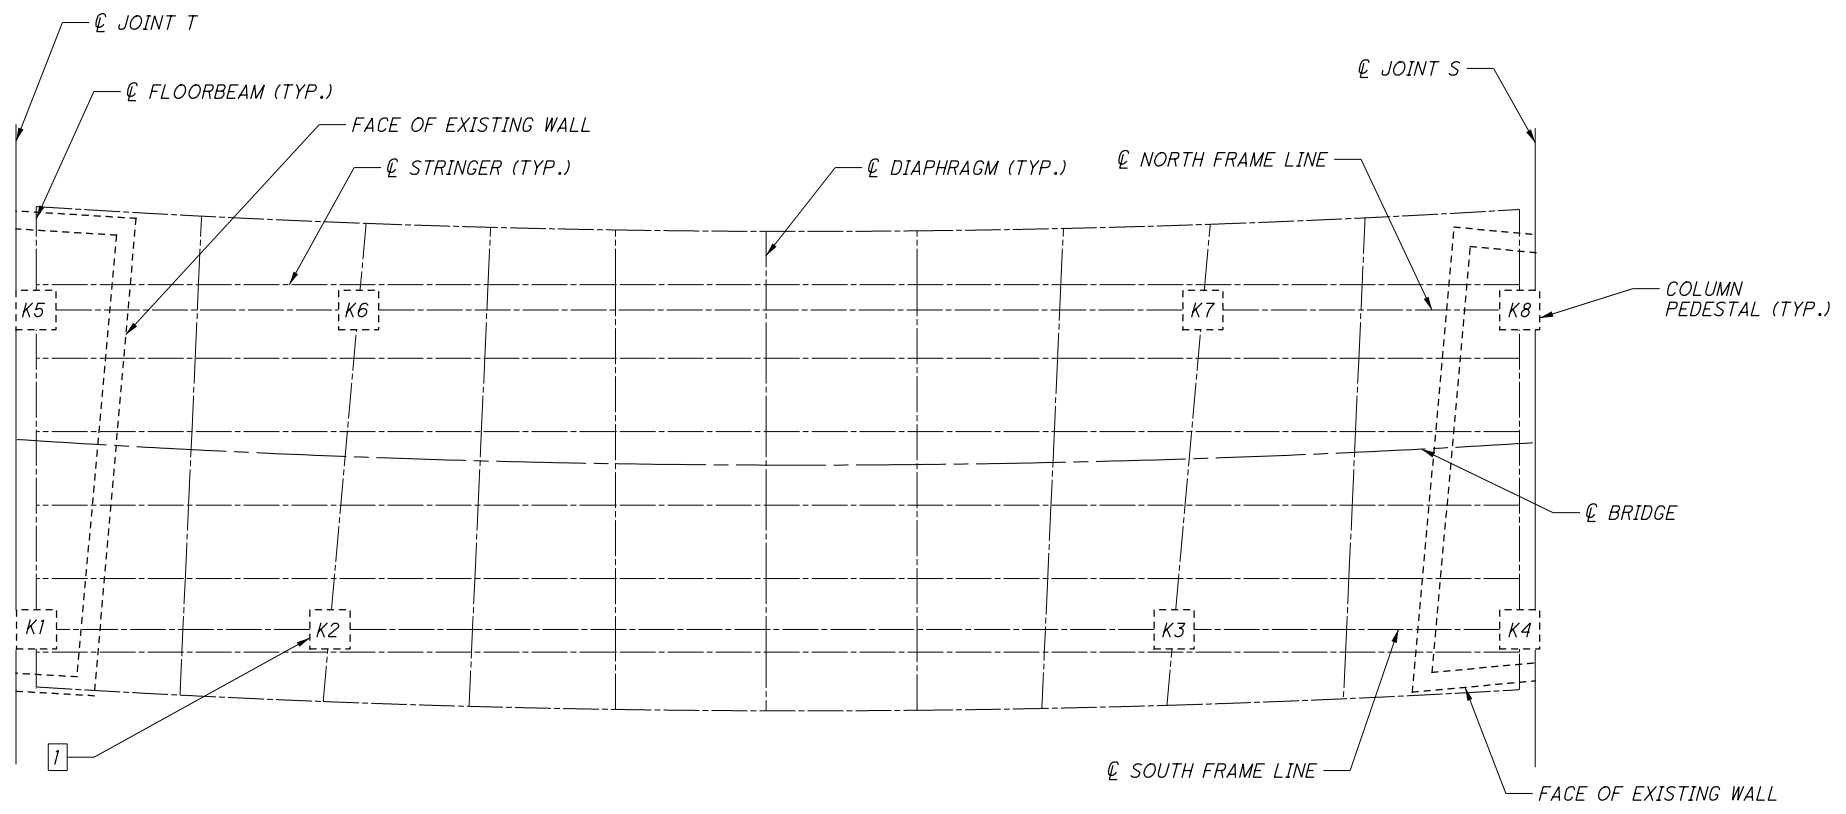 ℄ JOINT T
℄ JOINT S
℄ FLOORBEAM (TYP.)
FACE OF EXISTING WALL
℄ STRINGER (TYP.)
℄ DIAPHRAGM (TYP.)
℄ NORTH FRAME LINE
COLUMN
PEDESTAL (TYP.)
K5
K6
K7
K8
℄ BRIDGE
K1
K2
K3
K4
1
℄ SOUTH FRAME LINE
FACE OF EXISTING WALL